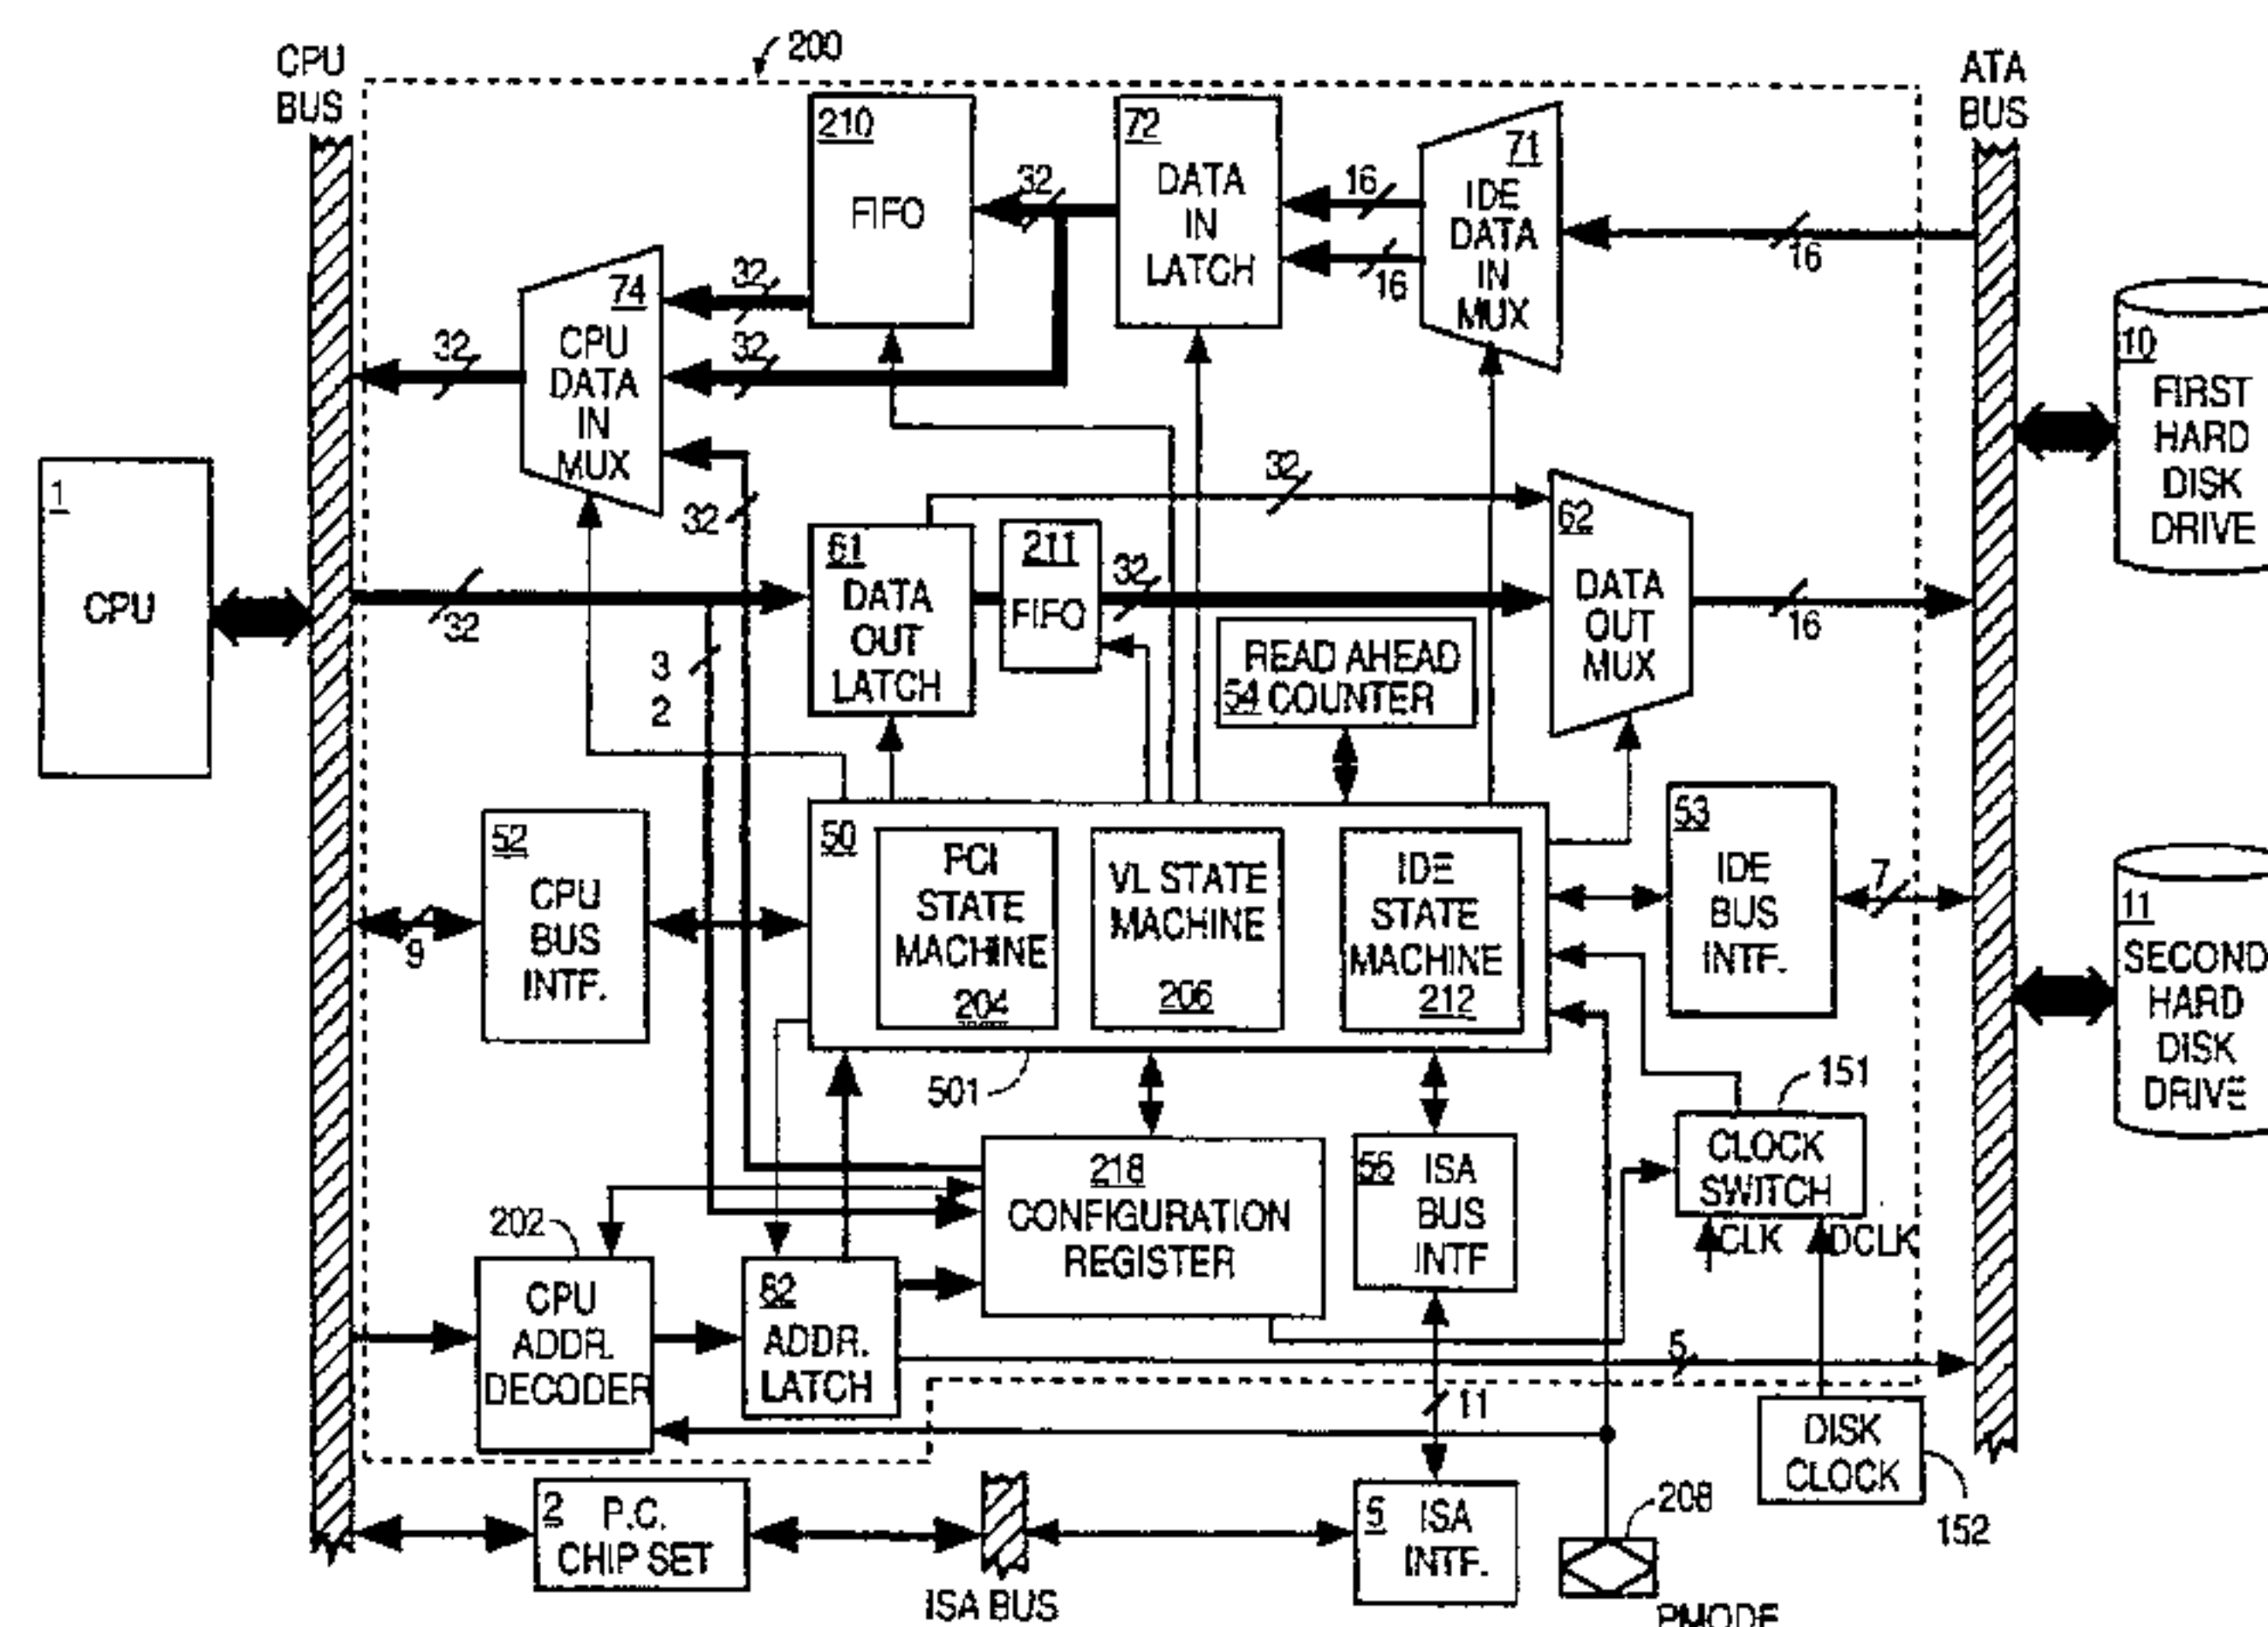 200
CPU
BUS
ATA
BUS
210
FIFO
32
72
DATA
IN
LATCH
16
16
71
IDE
DATA
IN
MUX
16
74
CPU
DATA
IN
MUX
32
32
32
32
10
FIRST
HARD
DISK
DRIVE
1
CPU
32
3
2
61
DATA
OUT
LATCH
211
FIFO
32
32
62
DATA
OUT
MUX
16
READ AHEAD
54 COUNTER
52
CPU
BUS
INTF.
9
50
PCI
STATE
MACHINE
204
VL STATE
MACHINE
206
IDE
STATE
MACHINE
212
53
IDE
BUS
INTF.
7
11
SECOND
HARD
DISK
DRIVE
501
151
CLOCK
SWITCH
CLK
DCLK
218
CONFIGURATION
REGISTER
55
ISA
BUS
INTF
202
CPU
ADDR.
DECODER
82
ADDR.
LATCH
5
11
DISK
CLOCK
152
2
P.C.
CHIP SET
ISA BUS
5
ISA
INTF.
208
PMODE